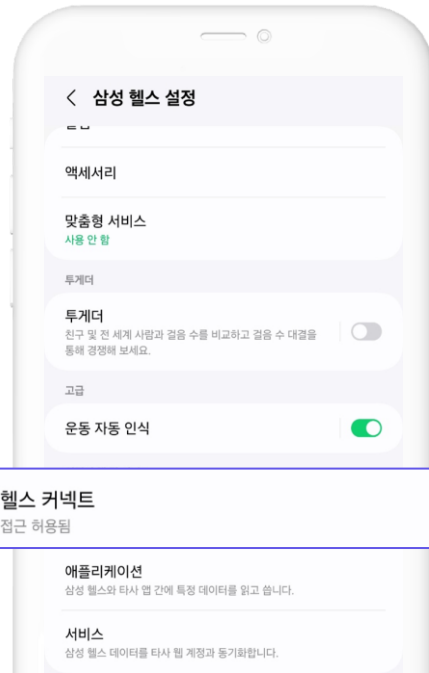 삼성 헬스 설정
액세서리
맞춤형 서비스
사용 안 함
투게더
투게더
친구 및 전 세계 사람과 걸음 수를 비교하고 걸음 수 대결을
통해 경쟁해 보세요.
고급
운동 자동 인식
헬스 커넥트
접근 허용됨
애플리케이션
삼성 헬스와 타사 앱 간에 특정 데이터를 읽고 씁니다.
서비스
삼성 헬스 데이터를 타사 웹 계정과 동기화합니다.